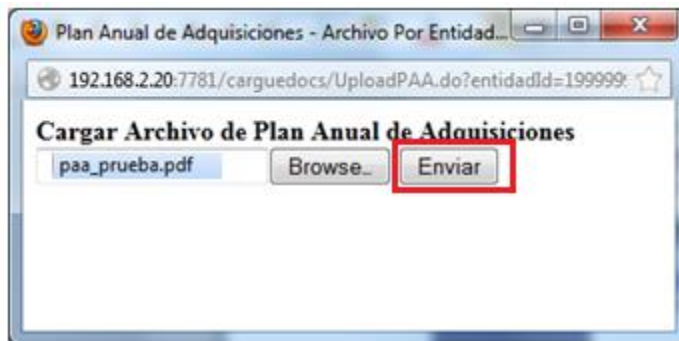 Plan Anual de Adquisiciones - Archivo Por Entidad...
192.168.2.20:7781/carguedocs/UploadPAA.do?entidadId=199999
Cargar Archivo de Plan Anual de Adquisiciones
paa_prueba.pdf Browse_ Enviar